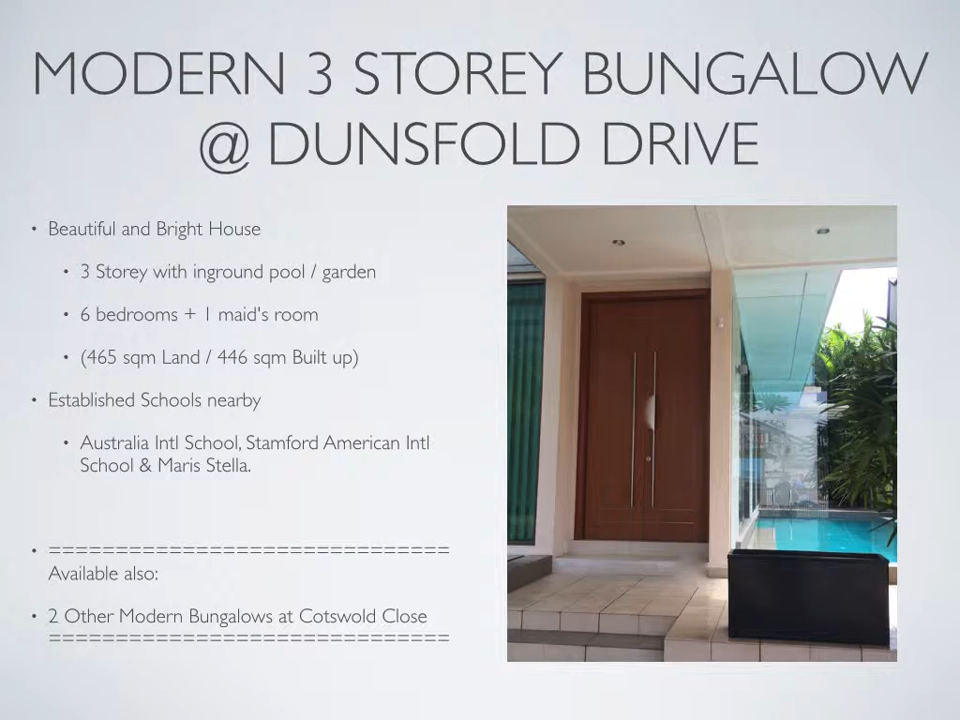 MODERN 3 STOREY BUNGALOW
@ DUNSFOLD DRIVE
• Beautiful and Bright House
• 3 Storey with inground pool / garden
• 6 bedrooms + 1 maid's room
• (465 sqm Land / 446 sqm Built up)
• Established Schools nearby
• Australia Intl School, Stamford American Intl
School & Maris Stella.
• ==============================
Available also:
• 2 Other Modern Bungalows at Cotswold Close
==============================